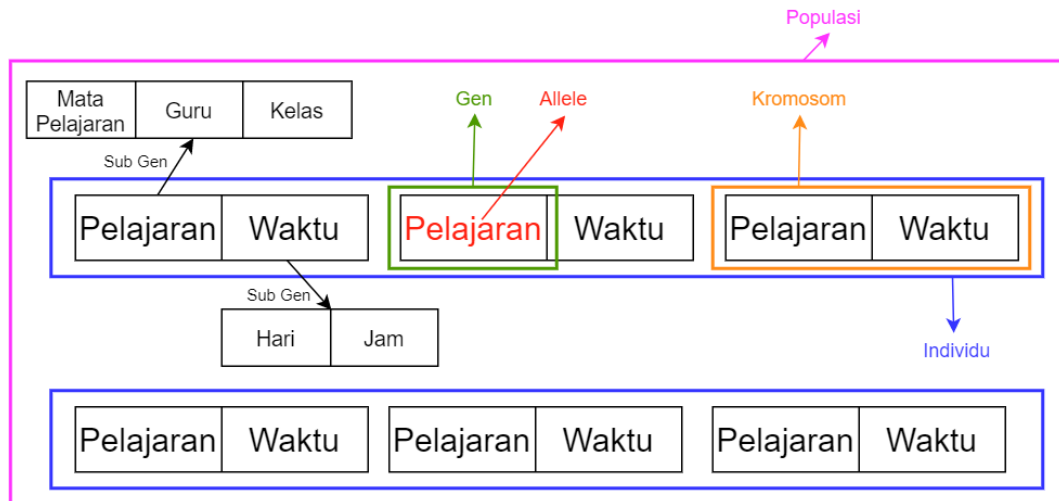 Populasi
Mata
Pelajaran
Guru
Kelas
Gen
Allele
Kromosom
Sub Gen
Pelajaran
Waktu
Pelajaran
Waktu
Pelajaran
Waktu
Sub Gen
Hari
Jam
Individu
Pelajaran
Waktu
Pelajaran
Waktu
Pelajaran
Waktu